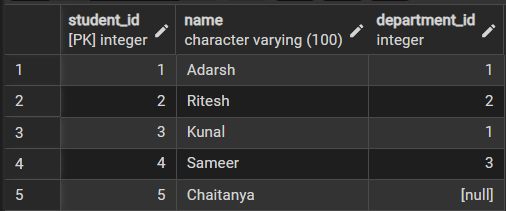 student_id name department_id
[PK] integer character varying (100) integer
1 1 Adarsh 1
2 2 Ritesh 2
3 3 Kunal 1
4 4 Sameer 3
5 5 Chaitanya [null]